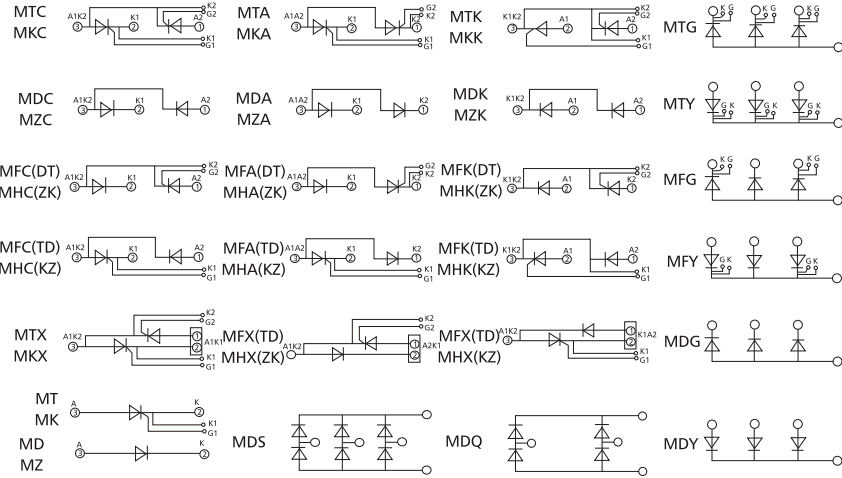 MTC
MKC
A1K2 3 K1 2 A2 1 K2 G2 K1 G1
MTA
MKA
A1A2 3 K1 2 K2 1 G2 K2 K1 G1
MTK
MKK
K1K2 3 A1 2 A2 1 K2 G2 K1 G1
MTG
K G K G K G
MDC
MZC
A1K2 3 K1 2 A2 1
MDA
MZA
A1A2 3 K1 2 K2 1
MDK
MZK
K1K2 3 A1 2 A2 1
MTY
G K G K G K
MFC(DT)
MHC(ZK)
A1K2 3 K1 2 A2 1 K2 G2
MFA(DT)
MHA(ZK)
A1A2 3 K1 2 K2 1 G2 K2
MFK(DT)
MHK(ZK)
K1K2 3 A1 2 A2 1 K2 G2
MFG
K G K G
MFC(TD)
MHC(KZ)
A1K2 3 K1 2 A2 1 K1 G1
MFA(TD)
MHA(KZ)
A1A2 3 K1 2 K2 1 K1 G1
MFK(TD)
MHK(KZ)
K1K2 3 A1 2 A2 1 K1 G1
MFY
G K G K
MTX
MKX
A1K2 3 K2 G2 1 2 A1K1 K1 G1
MFX(TD)
MHX(ZK)
A1K2 K2 G2 1 2 A2K1
MFX(TD)
MHX(KZ)
A1K2 3 1 2 K1A2 K1 G1
MDG
MT
MK
A 3 K 2 K1 G1
MD
MZ
A 3 K 2
MDS
MDQ
MDY